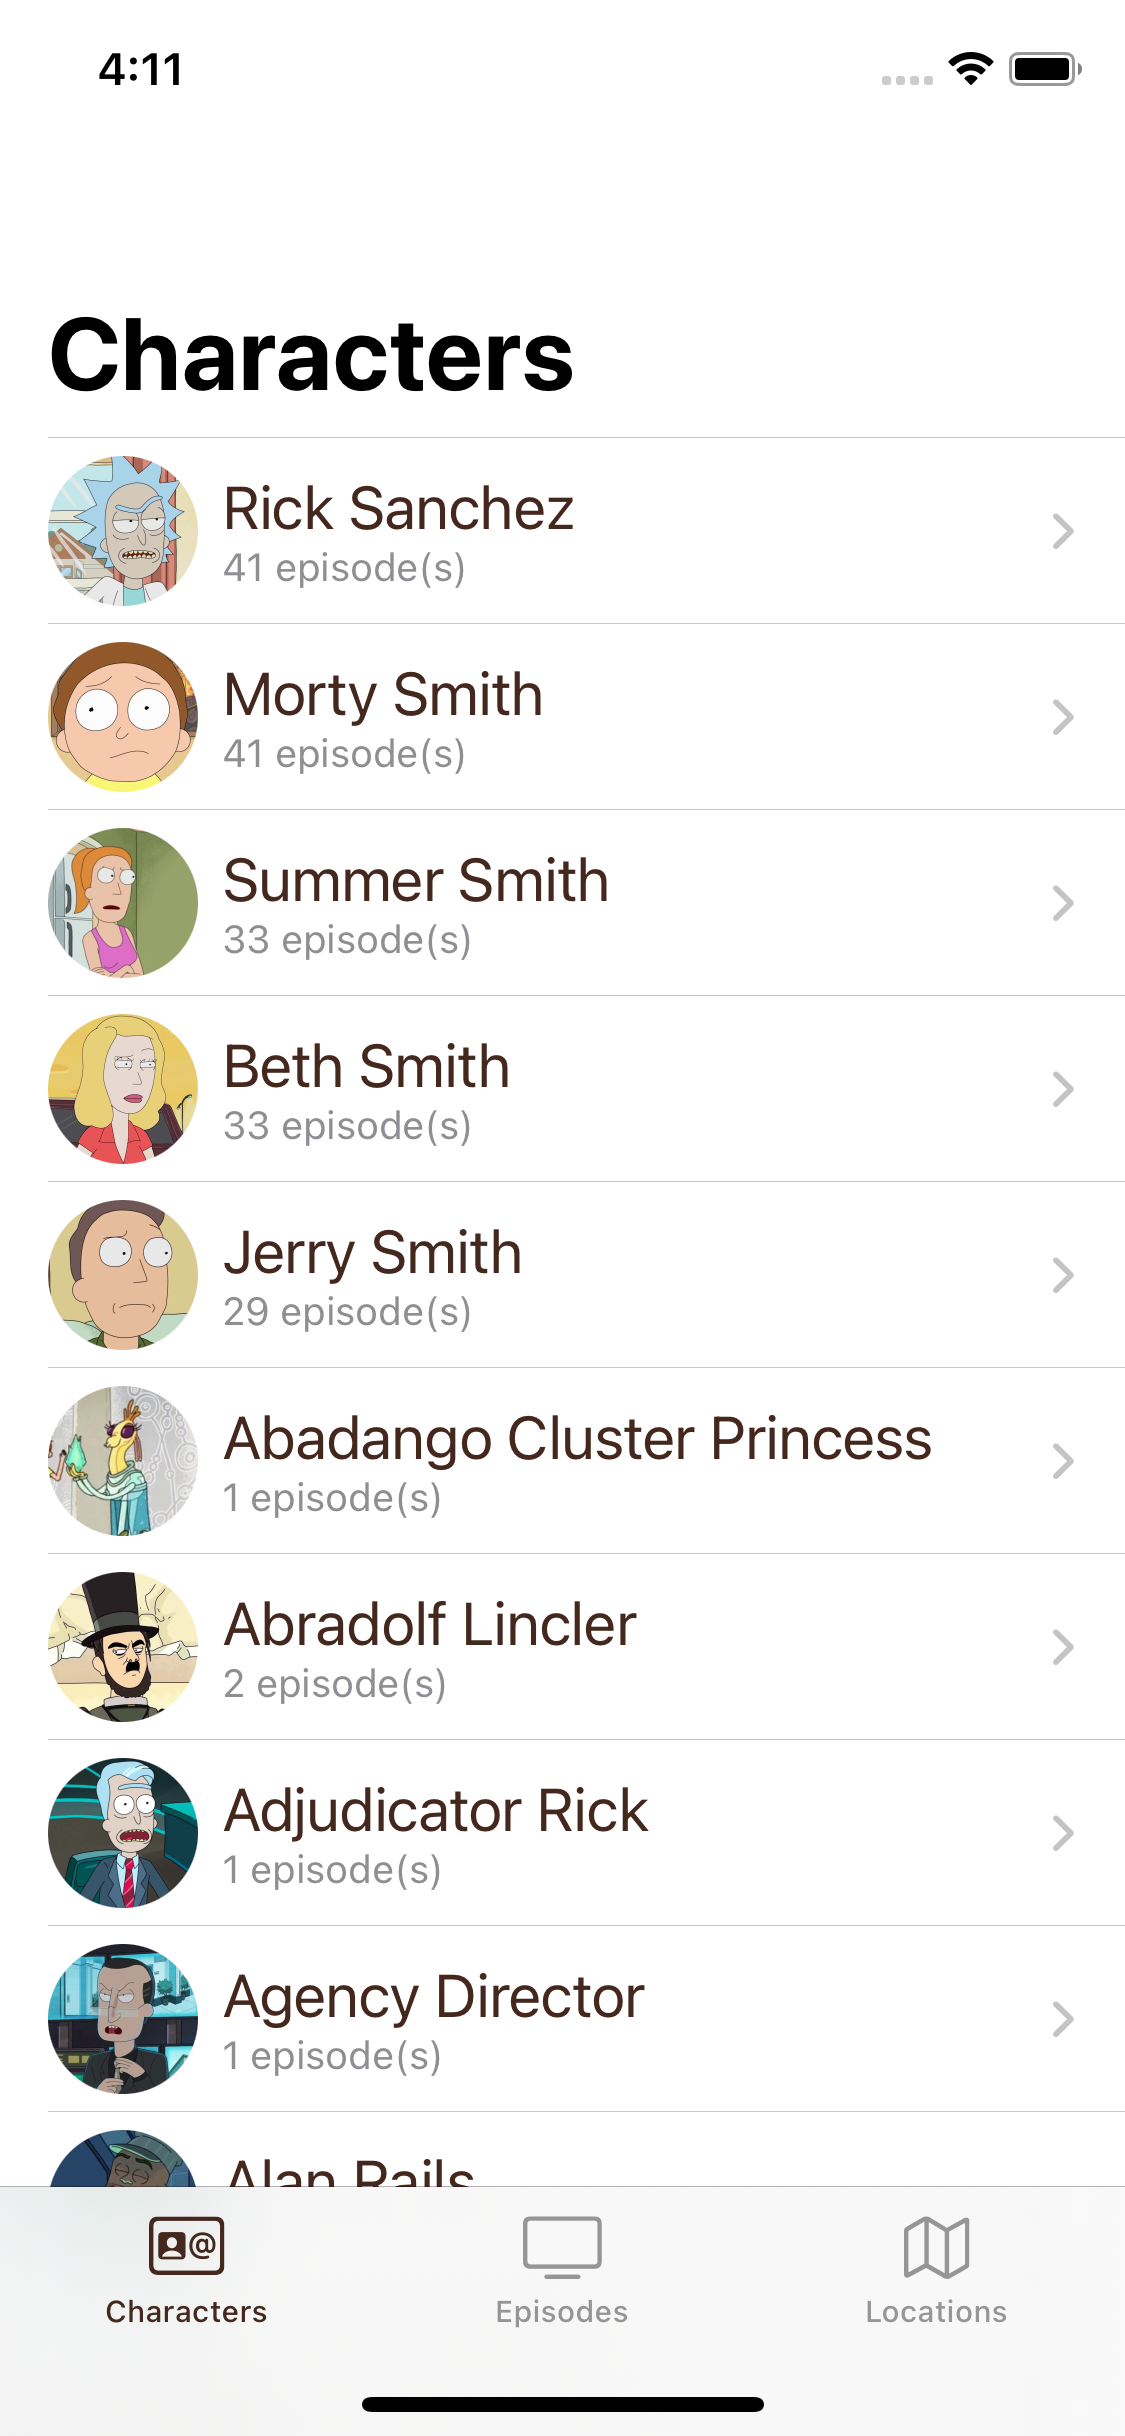 4:11
Characters
Rick Sanchez
41 episode(s)
Morty Smith
41 episode(s)
Summer Smith
33 episode(s)
Beth Smith
33 episode(s)
Jerry Smith
29 episode(s)
Abadango Cluster Princess
1 episode(s)
Abradolf Lincler
2 episode(s)
Adjudicator Rick
1 episode(s)
Agency Director
1 episode(s)
Alan Rails
@
Characters
Episodes
Locations